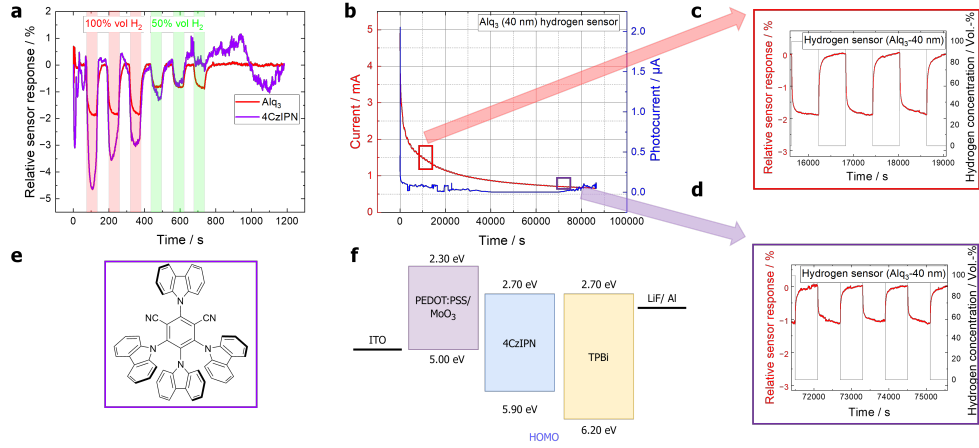 a
100% vol H2
50% vol H2
Relative sensor response / %
2
1
0
−1
−2
−3
−4
−5
Alq3
4CzIPN
0
200
400
600
800
1000
1200
Time / s
b
Alq3 (40 nm) hydrogen sensor
Current / mA
5
4
3
2
1
0
Photocurrent / µA
2.0
1.5
1.0
0.5
0.0
0
20000
40000
60000
80000
100000
Time / s
c
Hydrogen sensor (Alq3-40 nm)
Relative sensor response / %
0
−1
−2
−3
Hydrogen concentration / Vol.-%
100
80
60
40
20
0
16000
17000
18000
19000
Time / s
d
Hydrogen sensor (Alq3-40 nm)
Relative sensor response / %
0
−1
−2
−3
Hydrogen concentration / Vol.-%
100
80
60
40
20
0
72000
73000
74000
75000
Time / s
e
N
NC
CN
N
N
N
f
2.30 eV
PEDOT:PSS/
MoO3
5.00 eV
ITO
2.70 eV
4CzIPN
5.90 eV
2.70 eV
TPBi
6.20 eV
LiF/ Al
HOMO